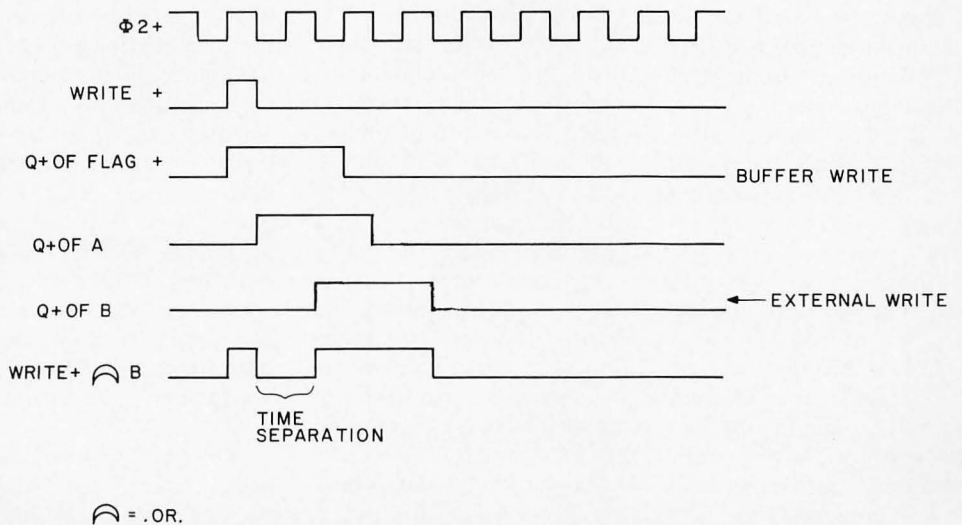 Φ2+
WRITE +
Q+OF FLAG +
BUFFER WRITE
Q+OF A
Q+OF B
EXTERNAL WRITE
WRITE+ B
TIME
SEPARATION
= .OR.